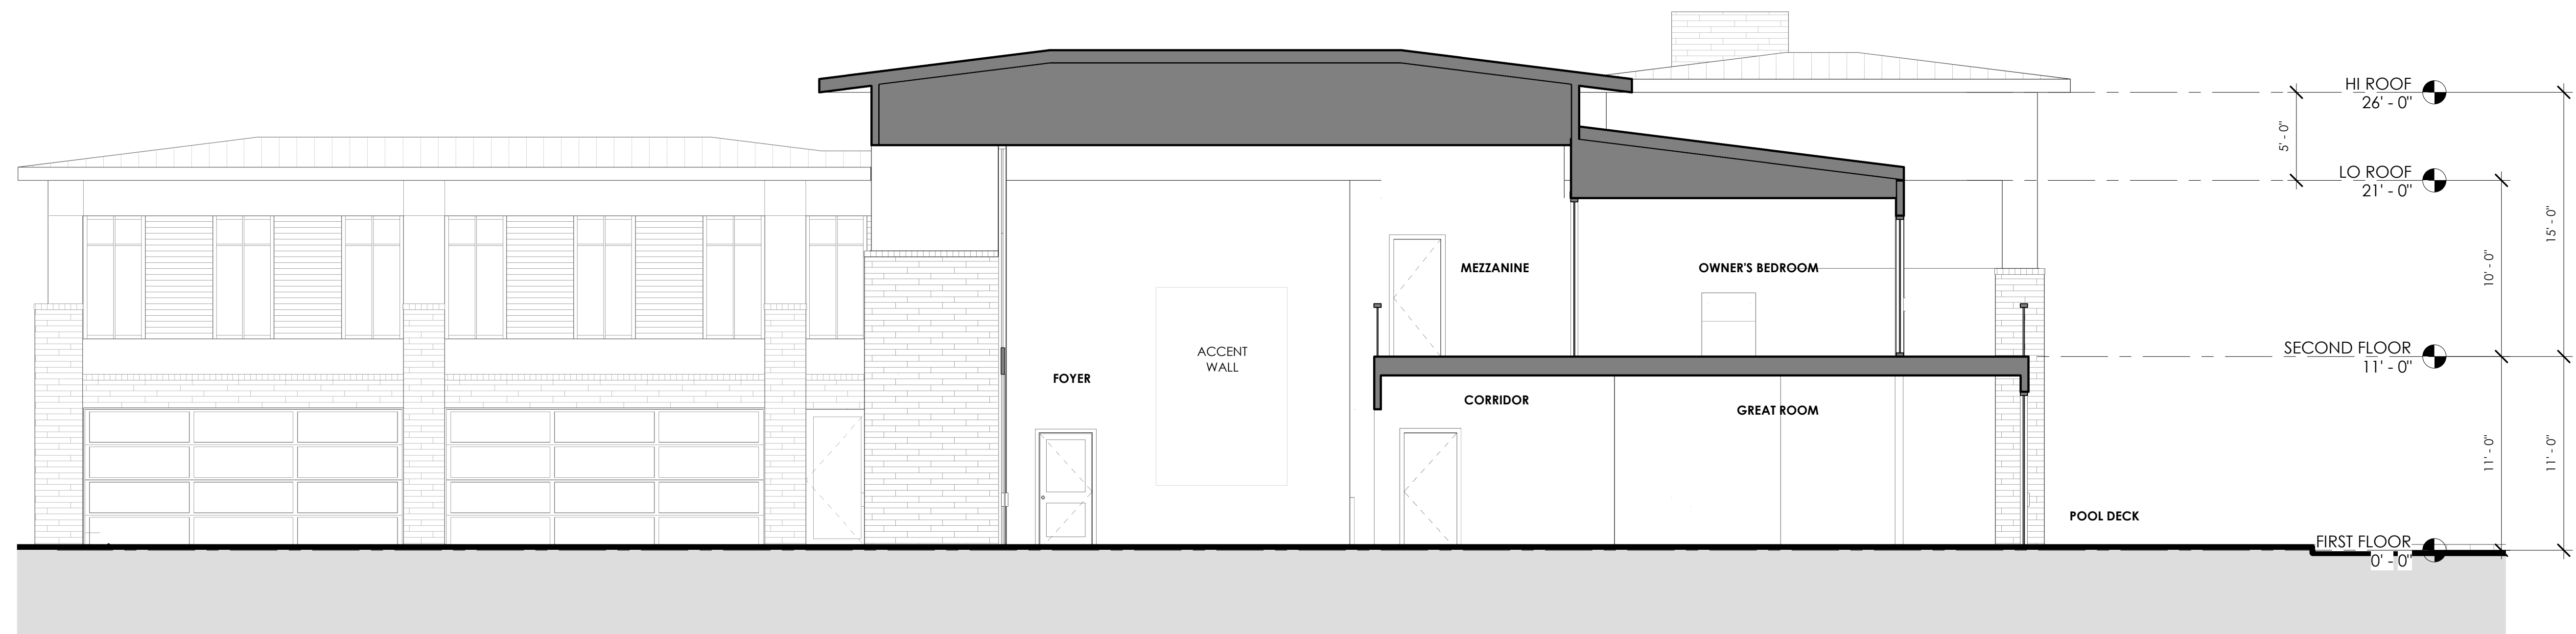 HI ROOF
26' - 0"
5' - 0"
LO ROOF
21' - 0"
15' - 0"
MEZZANINE
OWNER'S BEDROOM
10' - 0"
ACCENT
WALL
SECOND FLOOR
11' - 0"
FOYER
CORRIDOR
GREAT ROOM
11' - 0"
11' - 0"
POOL DECK
FIRST FLOOR
0' - 0"